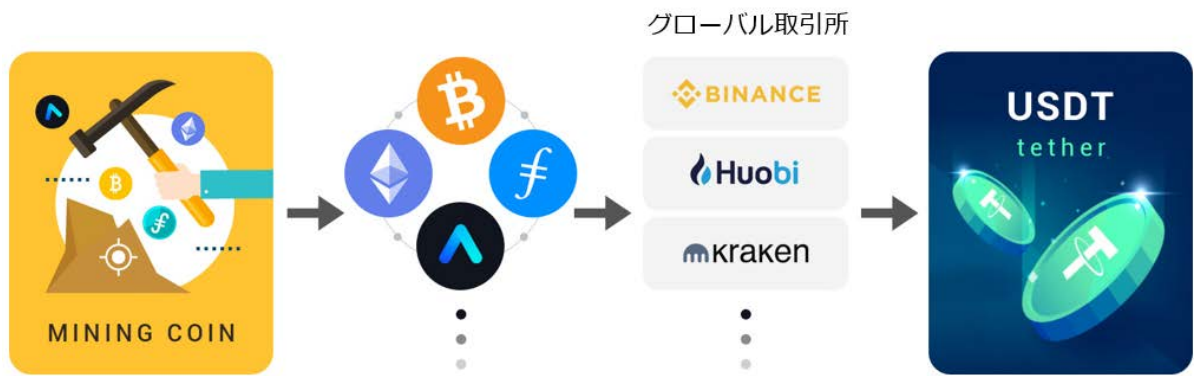 グローバル取引所
MINING COIN
BINANCE
Huobi
kraken
USDT
tether